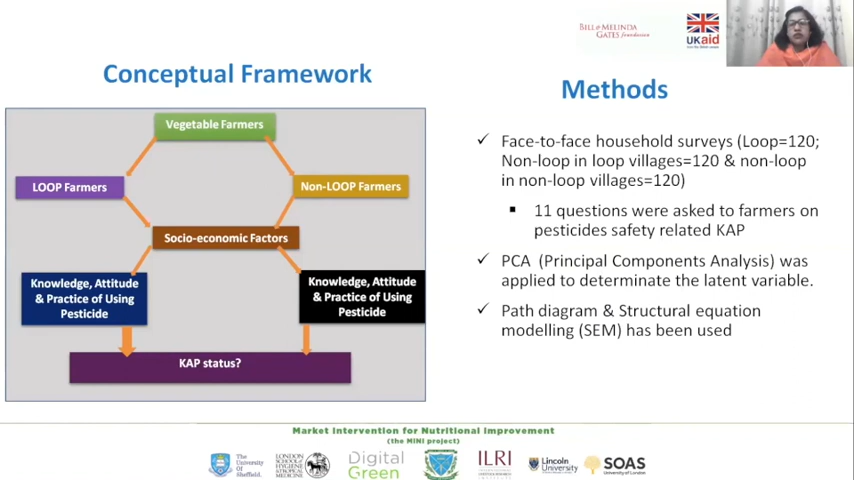 BILL & MELINDA
GATES foundation
UKaid
Conceptual Framework
Vegetable Farmers
LOOP Farmers
Non-LOOP Farmers
Socio-economic Factors
Knowledge, Attitude
& Practice of Using
Pesticide
Knowledge, Attitude
& Practice of Using
Pesticide
KAP status?
Methods
✓ Face-to-face household surveys (Loop=120;
Non-loop in loop villages=120 & non-loop
in non-loop villages=120)
▪ 11 questions were asked to farmers on
pesticides safety related KAP
✓ PCA (Principal Components Analysis) was
applied to determinate the latent variable.
✓ Path diagram & Structural equation
modelling (SEM) has been used
Market Intervention for Nutritional Improvement
(the MINI project)
The
University
Of
Sheffield.
LONDON
SCHOOL of
HYGIENE
& TROPICAL
MEDICINE
Digital
Green
ILRI
Lincoln
University
SOAS
University of London